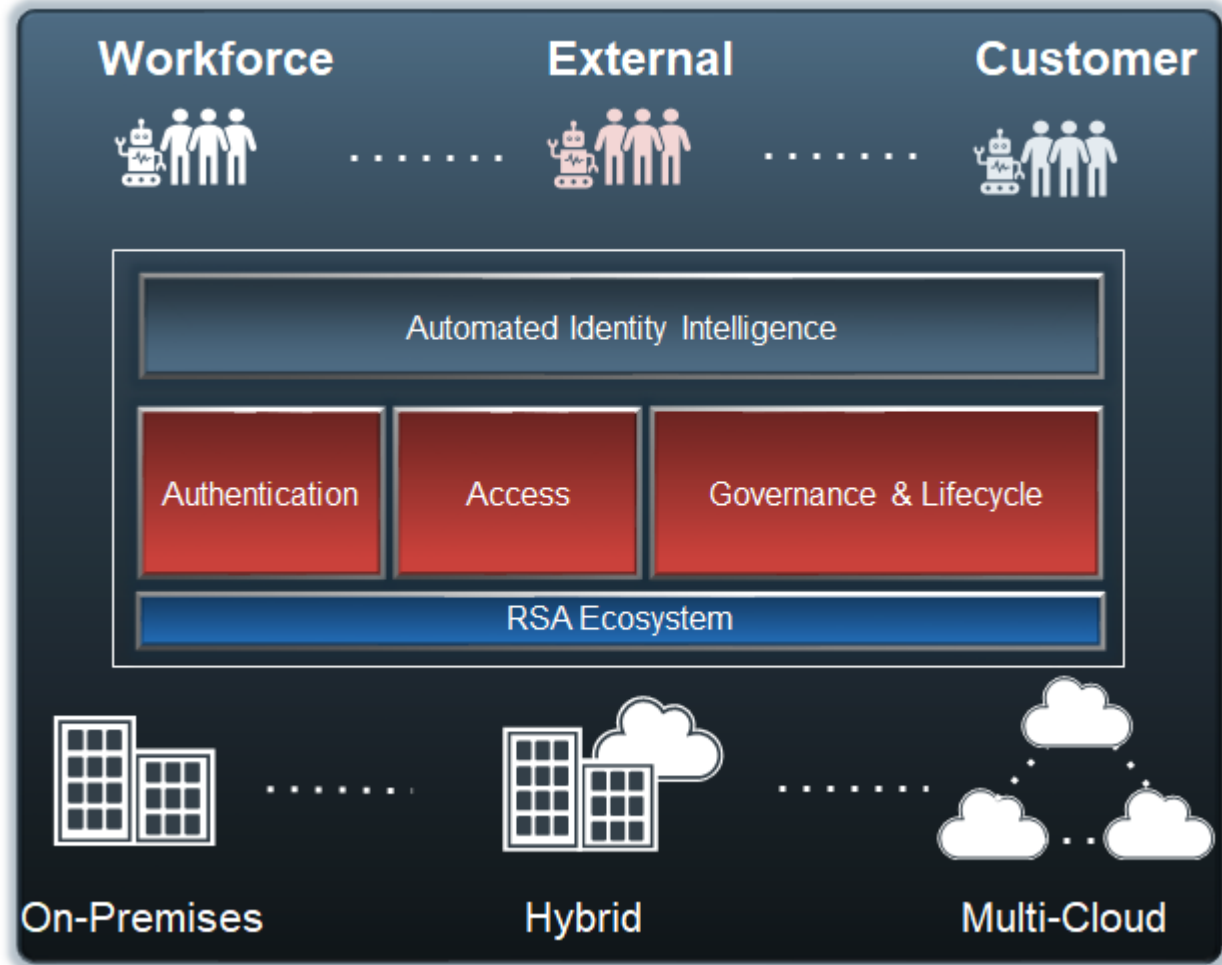 Workforce External Customer
Automated Identity Intelligence
Authentication Access Governance & Lifecycle
RSA Ecosystem
On-Premises Hybrid Multi-Cloud